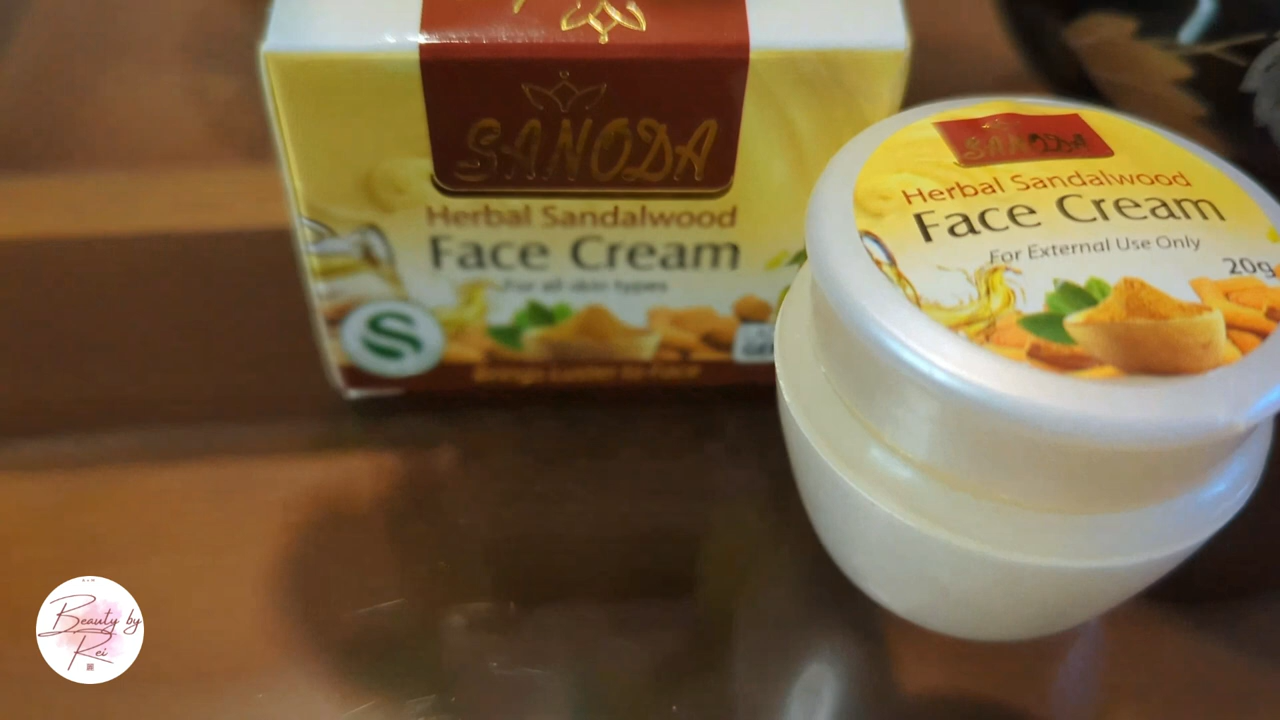 SANODA
Herbal Sandalwood
Face Cream
For all skin types
S
Brings Luster to Face
SANODA
Herbal Sandalwood
Face Cream
For External Use Only
20g
Beauty by
Rei